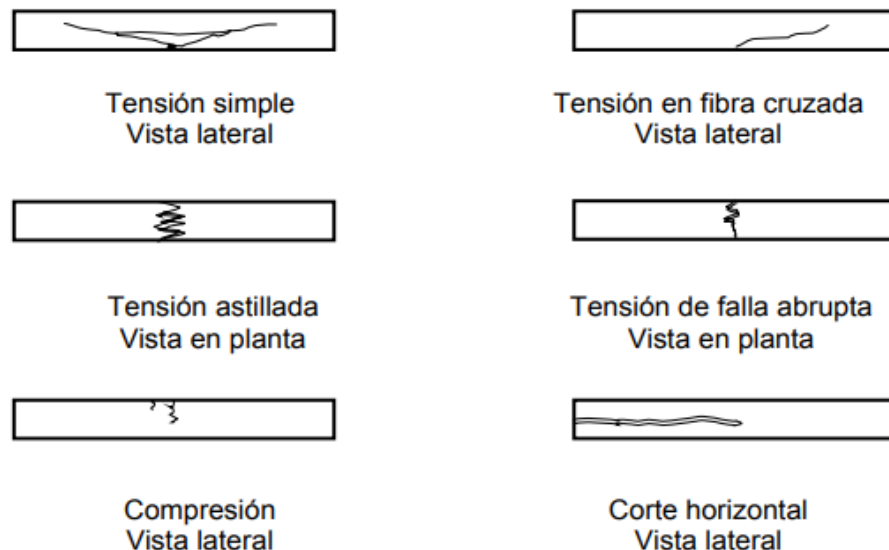 Tensión simple
Vista lateral
Tensión en fibra cruzada
Vista lateral
Tensión astillada
Vista en planta
Tensión de falla abrupta
Vista en planta
Compresión
Vista lateral
Corte horizontal
Vista lateral